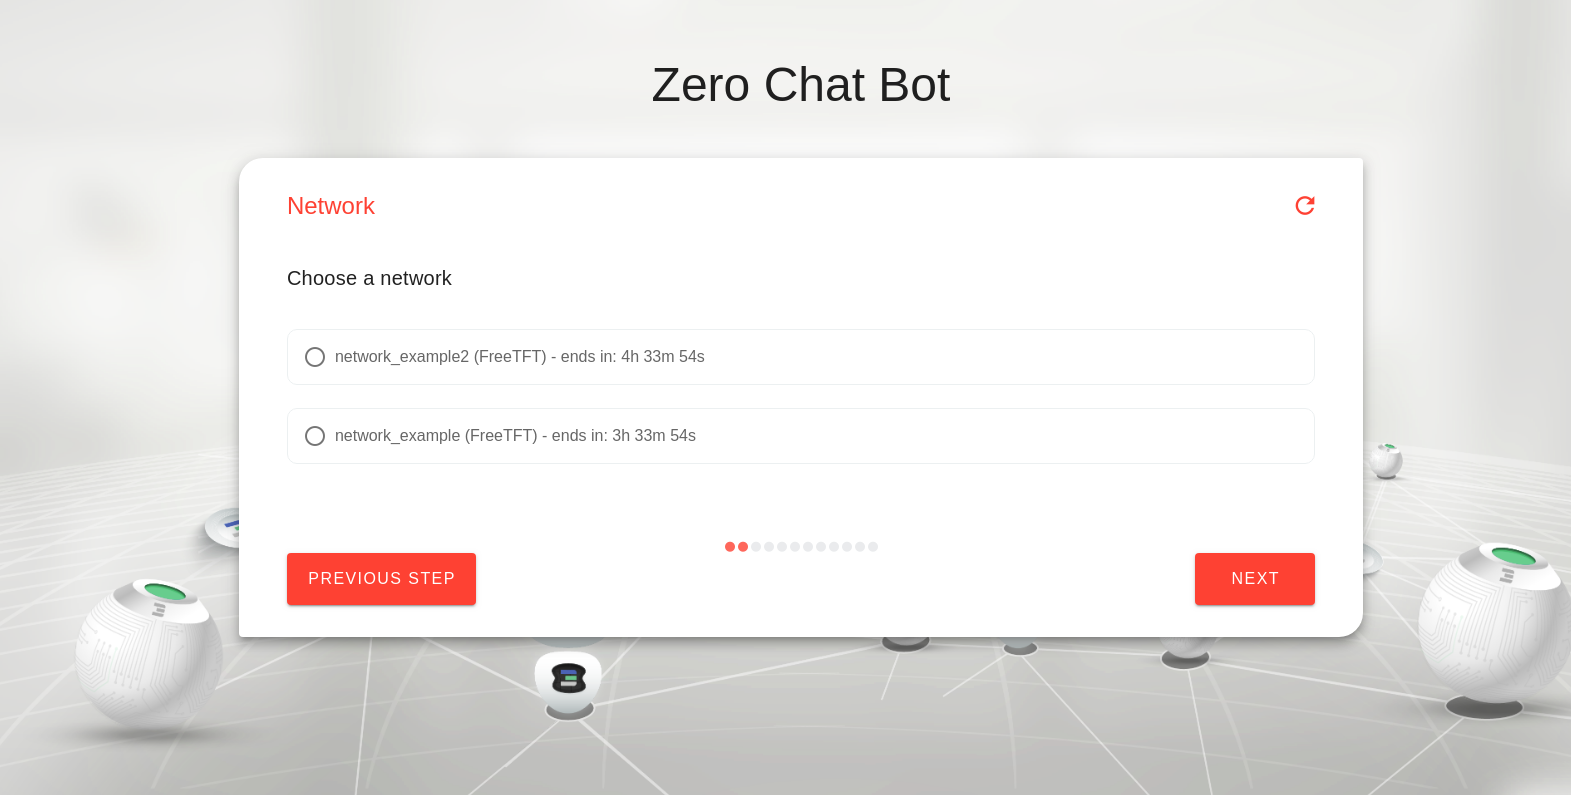 Zero Chat Bot
Network
Choose a network
network_example2 (FreeTFT) - ends in: 4h 33m 54s
network_example (FreeTFT) - ends in: 3h 33m 54s
PREVIOUS STEP
NEXT